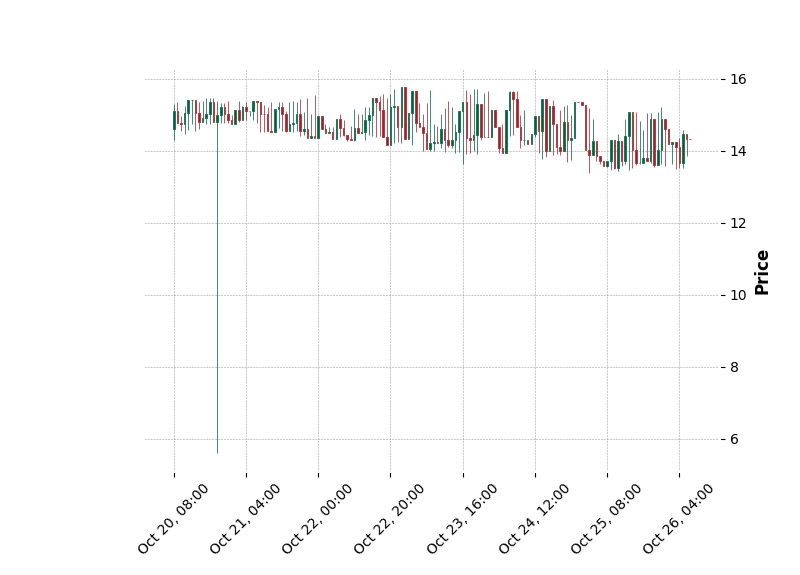 16
14
12
10
8
6
Price
Oct 20, 08:00
Oct 21, 04:00
Oct 22, 00:00
Oct 22, 20:00
Oct 23, 16:00
Oct 24, 12:00
Oct 25, 08:00
Oct 26, 04:00